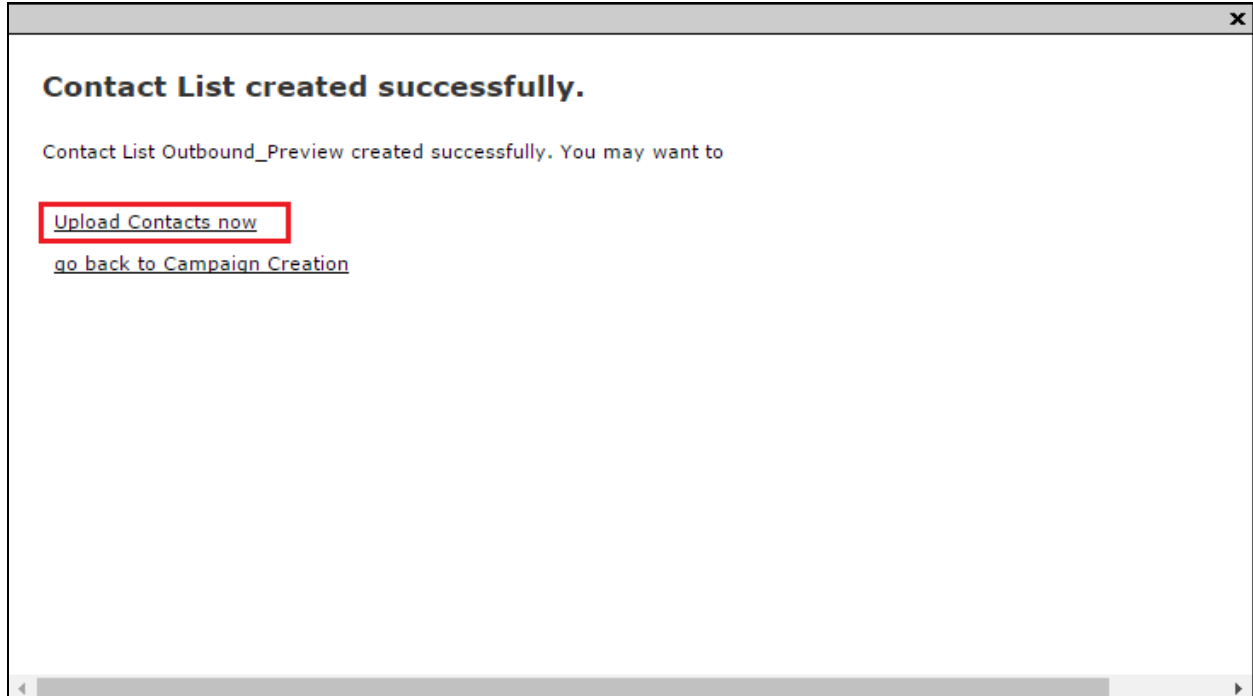 Contact List created successfully.
Contact List Outbound_Preview created successfully. You may want to
Upload Contacts now
go back to Campaign Creation